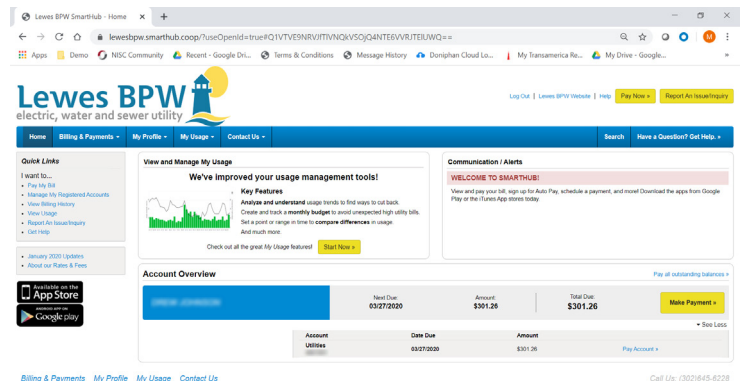 Lewes BPW SmartHub - Home
lewesbpw.smarthub.coop/?useOpenId=true#Q1VTVE9NRVJfTlVNQkVSOjQ4NTE6VVRJTElUWQ==
Apps Demo NISC Community Recent - Google Dri... Terms & Conditions Message History Doniphan Cloud Lo... My Transamerica Re... My Drive - Google... »
Lewes BPW
electric, water and sewer utility
Log Out | Lewes BPW Website | Help Pay Now » Report An Issue/Inquiry
Home Billing & Payments My Profile My Usage Contact Us Search Have a Question? Get Help. »
Quick Links
I want to...
Pay My Bill
Manage My Registered Accounts
View Billing History
View Usage
Report An Issue/Inquiry
Get Help
January 2020 Updates
About our Rates & Fees
Available on the
App Store
ANDROID APP ON
Google play
View and Manage My Usage
We've improved your usage management tools!
Key Features
Analyze and understand usage trends to find ways to cut back.
Create and track a monthly budget to avoid unexpected high utility bills.
Set a point or range in time to compare differences in usage.
And much more.
Check out all the great My Usage features! Start Now »
Communication / Alerts
WELCOME TO SMARTHUB!
View and pay your bill, sign up for Auto Pay, schedule a payment, and more! Download the apps from Google
Play or the iTunes App stores today.
Account Overview Pay all outstanding balances »
Next Due: Amount: Total Due:
03/27/2020 $301.26 $301.26 Make Payment »
See Less
Account Date Due Amount
Utilities 03/27/2020 $301.26 Pay Account »
Billing & Payments My Profile My Usage Contact Us Call Us: (302)645-6228